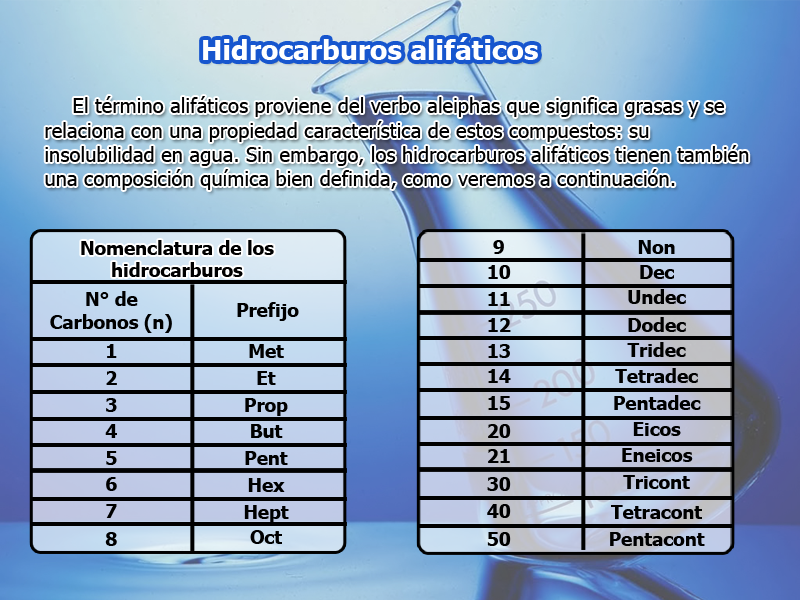 Hidrocarburos alifáticos
El término alifáticos proviene del verbo aleiphas que significa grasas y se
relaciona con una propiedad característica de estos compuestos: su
insolubilidad en agua. Sin embargo, los hidrocarburos alifáticos tienen también
una composición química bien definida, como veremos a continuación.
Nomenclatura de los
hidrocarburos
N° de
Carbonos (n) Prefijo
1 Met
2 Et
3 Prop
4 But
5 Pent
6 Hex
7 Hept
8 Oct
9 Non
10 Dec
11 Undec
12 Dodec
13 Tridec
14 Tetradec
15 Pentadec
20 Eicos
21 Eneicos
30 Tricont
40 Tetracont
50 Pentacont
250
200
150